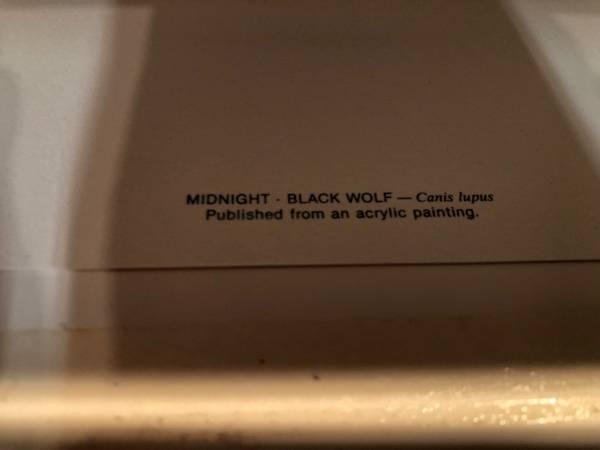 MIDNIGHT · BLACK WOLF — Canis lupus
Published from an acrylic painting.